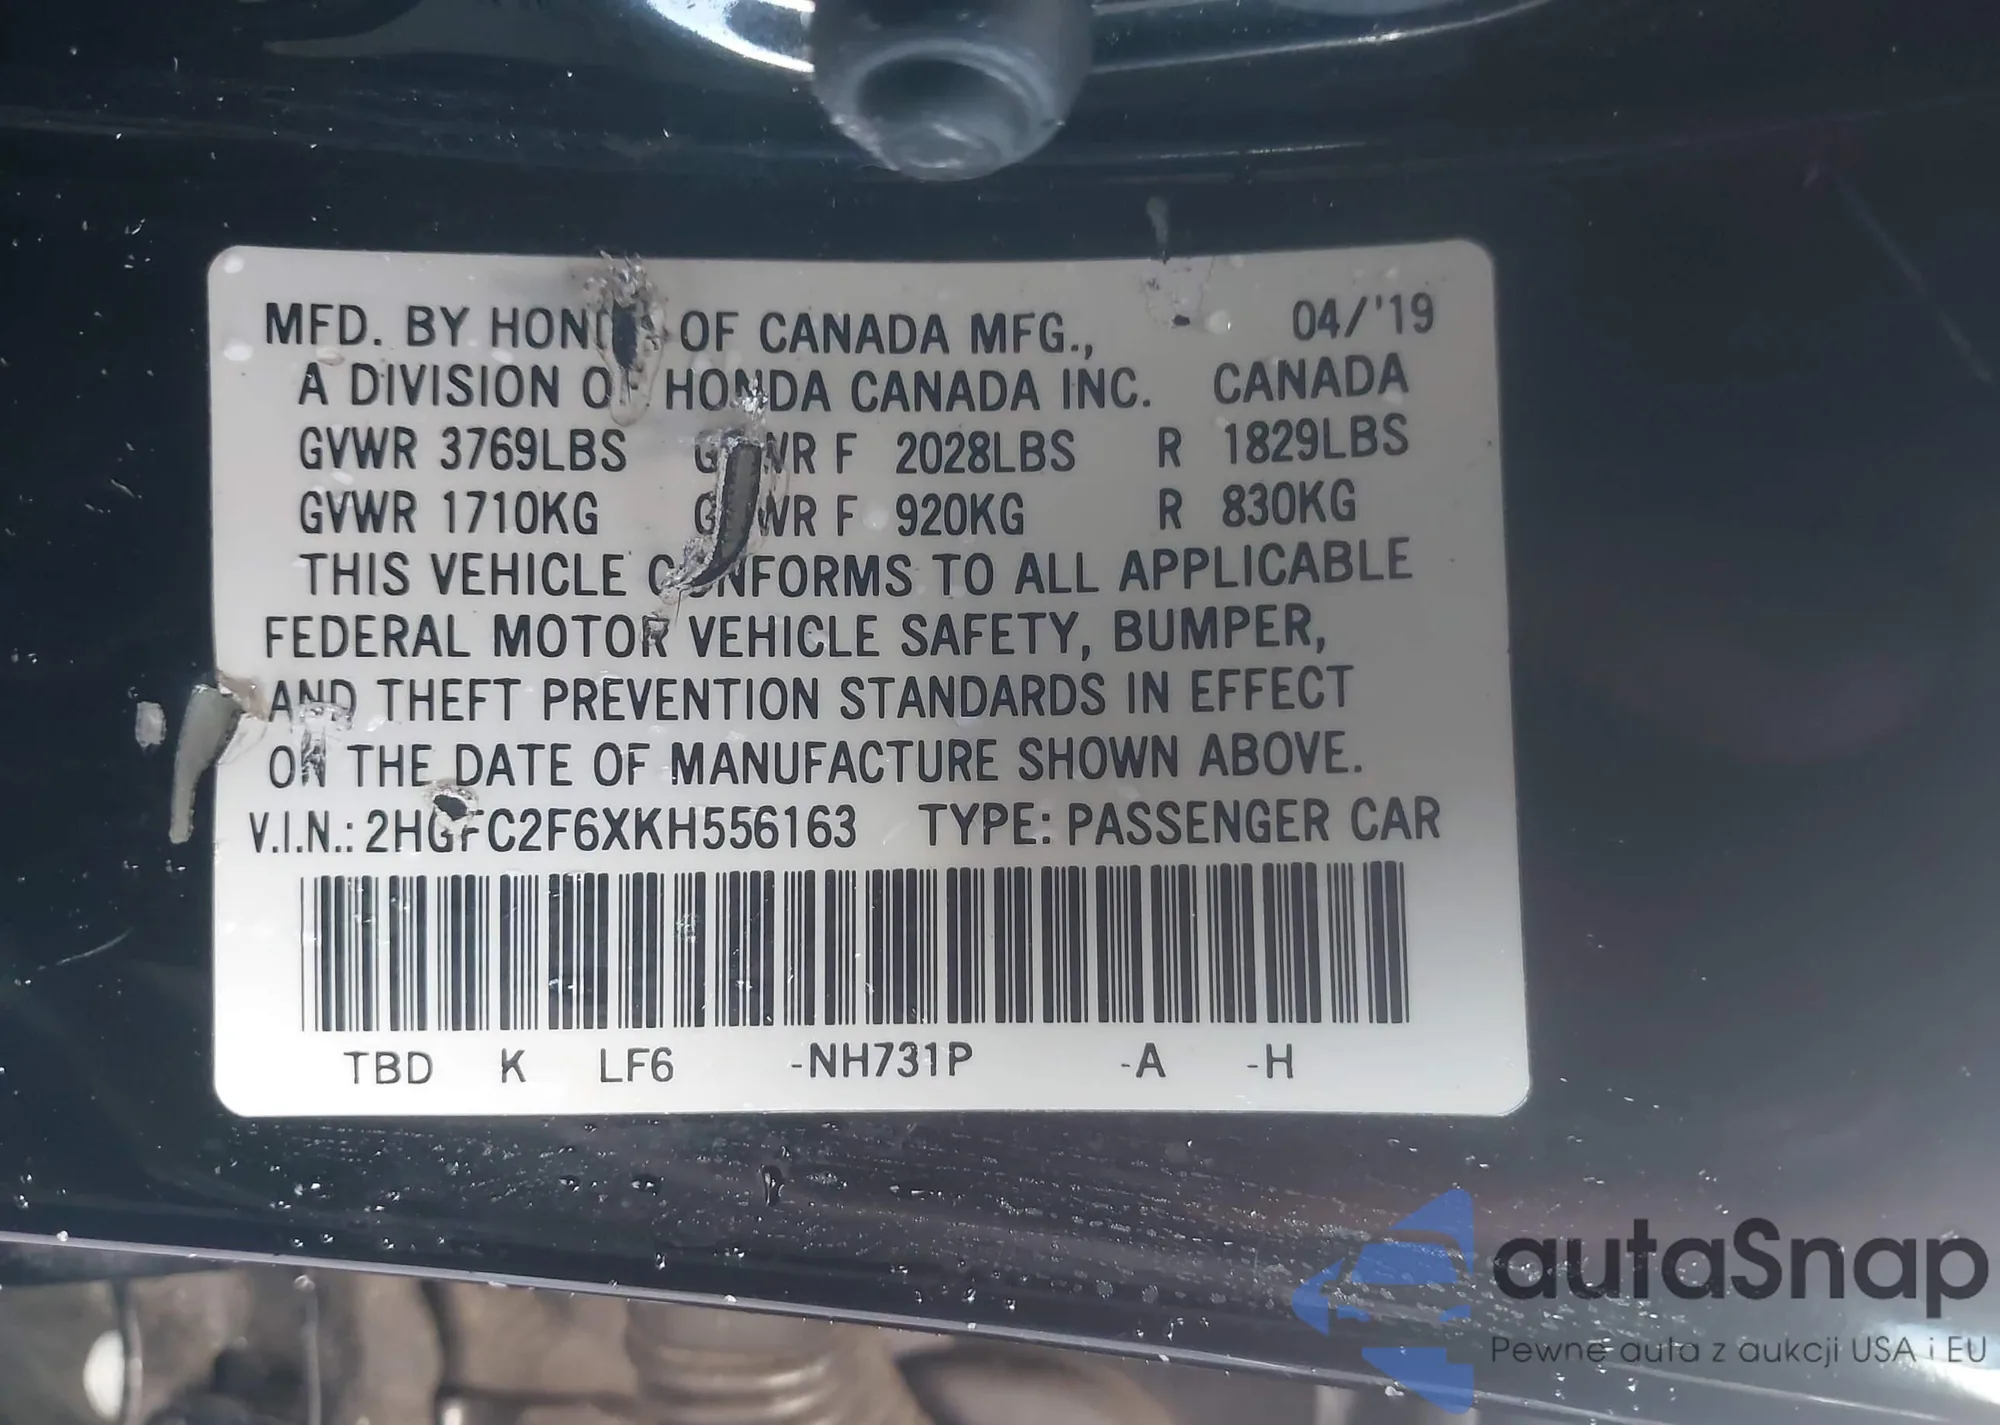 MFD. BY HONDA OF CANADA MFG., 04/'19
A DIVISION OF HONDA CANADA INC. CANADA
GVWR 3769LBS GAWR F 2028LBS R 1829LBS
GVWR 1710KG GAWR F 920KG R 830KG
THIS VEHICLE CONFORMS TO ALL APPLICABLE
FEDERAL MOTOR VEHICLE SAFETY, BUMPER,
AND THEFT PREVENTION STANDARDS IN EFFECT
ON THE DATE OF MANUFACTURE SHOWN ABOVE.
V.I.N.: 2HGFC2F6XKH556163 TYPE: PASSENGER CAR
TBD K LF6 -NH731P -A -H
autaSnap
Pewne auta z aukcji USA i EU